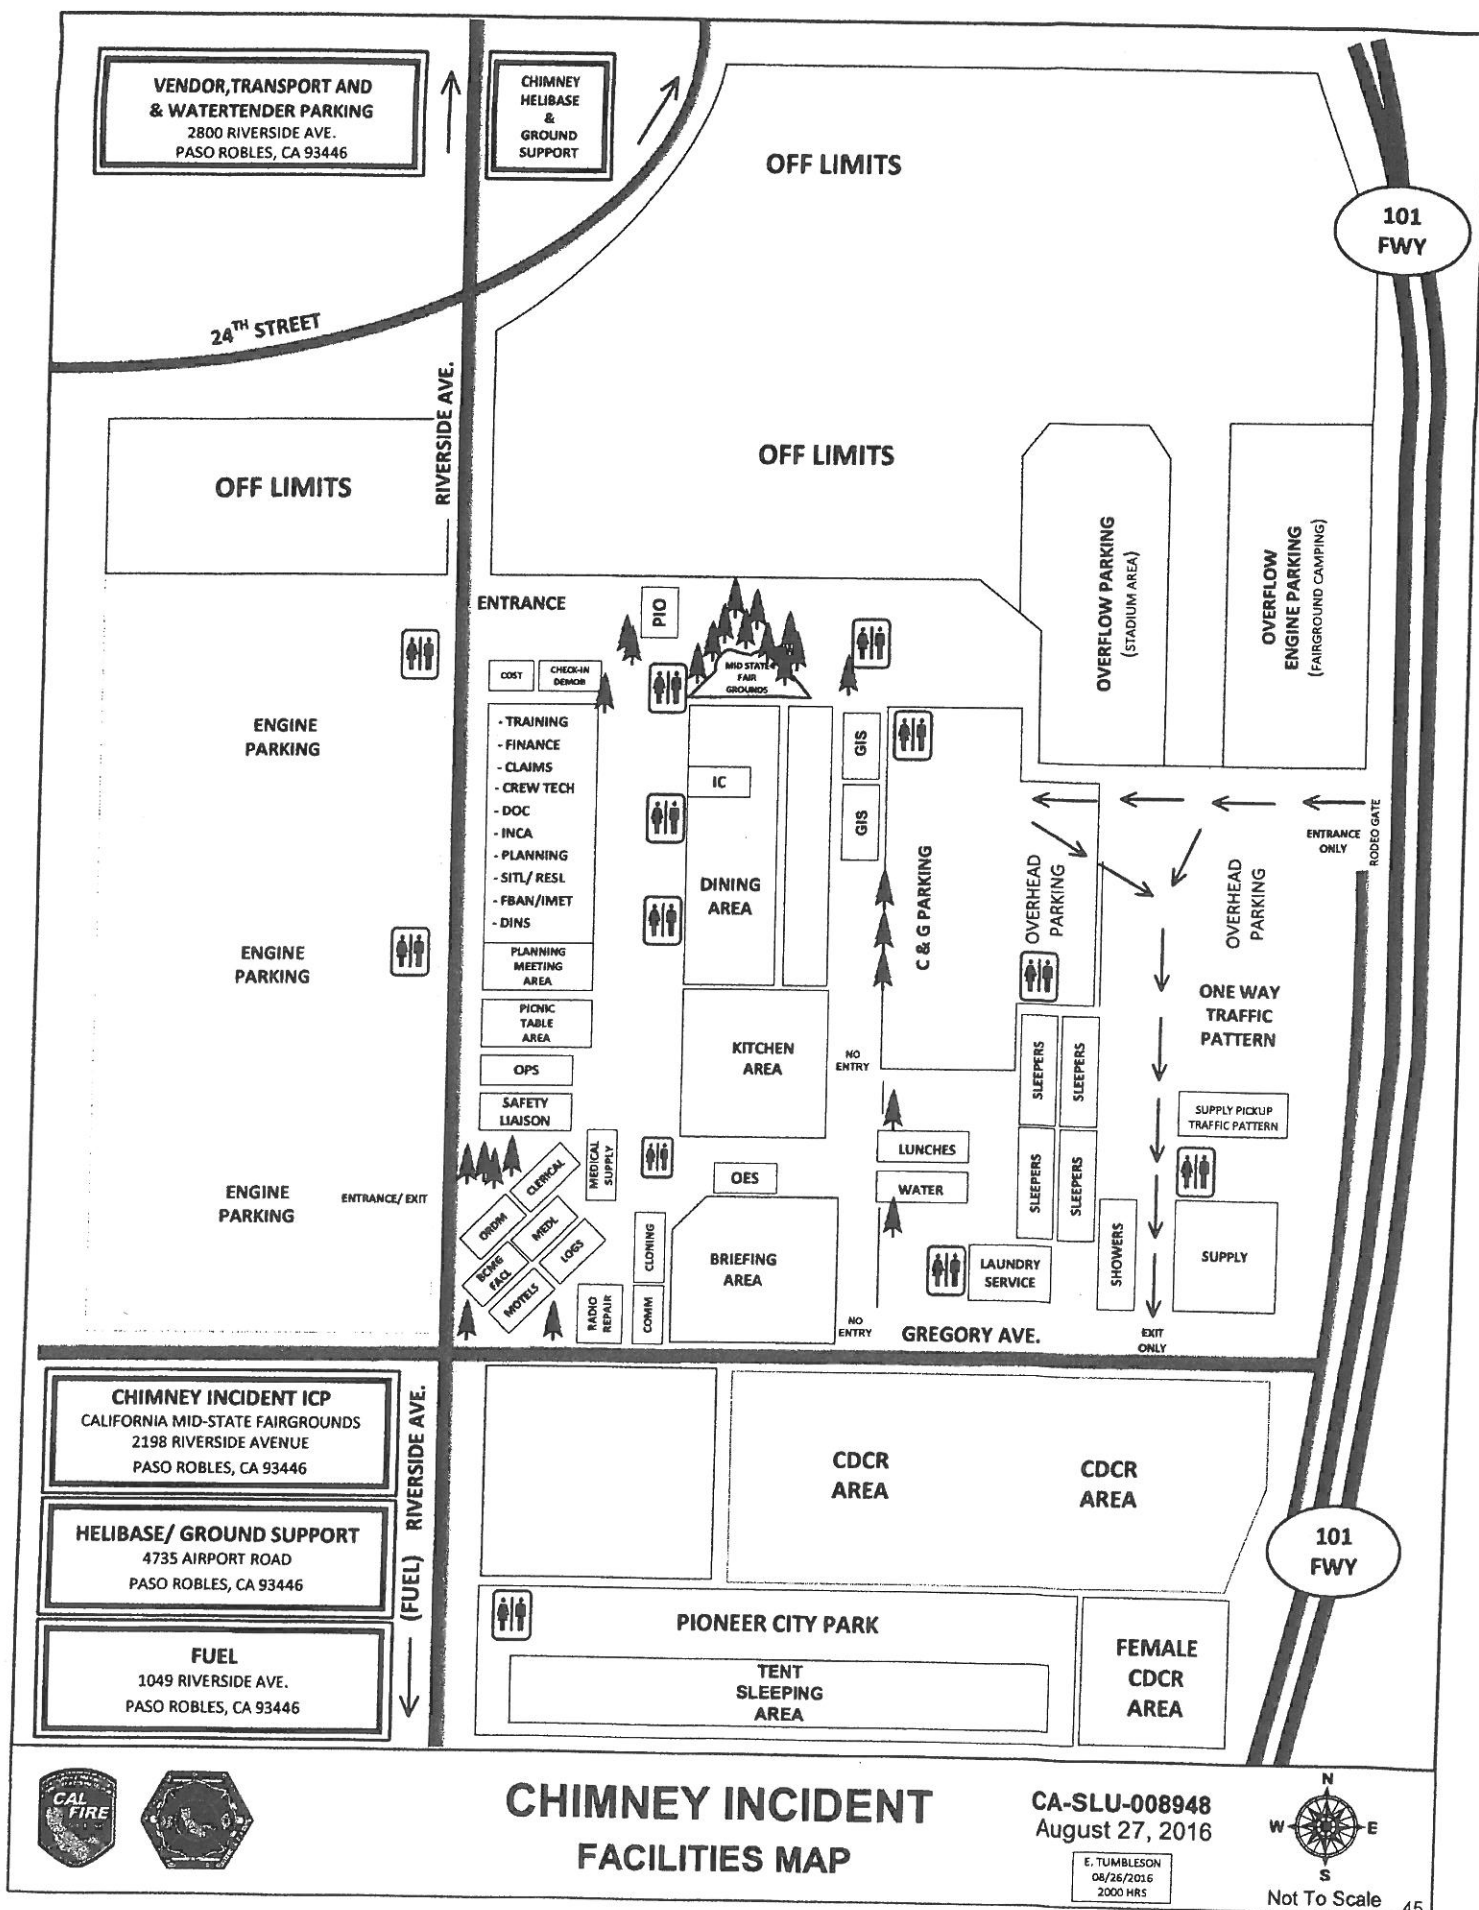 VENDOR,TRANSPORT AND
& WATERTENDER PARKING
2800 RIVERSIDE AVE.
PASO ROBLES, CA 93446
CHIMNEY
HELIBASE
&
GROUND
SUPPORT
OFF LIMITS
101
FWY
24TH STREET
RIVERSIDE AVE.
OFF LIMITS
OFF LIMITS
OVERFLOW PARKING
(STADIUM AREA)
OVERFLOW
ENGINE PARKING
(FAIRGROUND CAMPING)
ENTRANCE
PIO
MID STATE
FAIR
GROUNDS
COST
CHECK-IN
DEMOB
ENGINE
PARKING
- TRAINING
- FINANCE
- CLAIMS
- CREW TECH
- DOC
- INCA
- PLANNING
- SITL/ RESL
- FBAN/IMET
- DINS
IC
DINING
AREA
GIS
GIS
C & G PARKING
OVERHEAD
PARKING
OVERHEAD
PARKING
ENTRANCE
ONLY
RODEO GATE
ENGINE
PARKING
PLANNING
MEETING
AREA
PICNIC
TABLE
AREA
OPS
SAFETY
LIAISON
KITCHEN
AREA
NO
ENTRY
ONE WAY
TRAFFIC
PATTERN
SLEEPERS
SLEEPERS
SLEEPERS
SLEEPERS
SUPPLY PICKUP
TRAFFIC PATTERN
LUNCHES
WATER
ENGINE
PARKING
ENTRANCE/ EXIT
CLERICAL
MEDICAL
SUPPLY
ORDM
MEDL
LOGS
BCMG
FACL
MOTELS
RADIO
REPAIR
CLONING
COMM
OES
BRIEFING
AREA
LAUNDRY
SERVICE
SHOWERS
SUPPLY
NO
ENTRY
GREGORY AVE.
EXIT
ONLY
CHIMNEY INCIDENT ICP
CALIFORNIA MID-STATE FAIRGROUNDS
2198 RIVERSIDE AVENUE
PASO ROBLES, CA 93446
HELIBASE/ GROUND SUPPORT
4735 AIRPORT ROAD
PASO ROBLES, CA 93446
FUEL
1049 RIVERSIDE AVE.
PASO ROBLES, CA 93446
(FUEL) RIVERSIDE AVE.
CDCR
AREA
CDCR
AREA
101
FWY
PIONEER CITY PARK
TENT
SLEEPING
AREA
FEMALE
CDCR
AREA
CAL
FIRE
CHIMNEY INCIDENT
FACILITIES MAP
CA-SLU-008948
August 27, 2016
E. TUMBLESON
08/26/2016
2000 HRS
N
W
E
S
Not To Scale
45